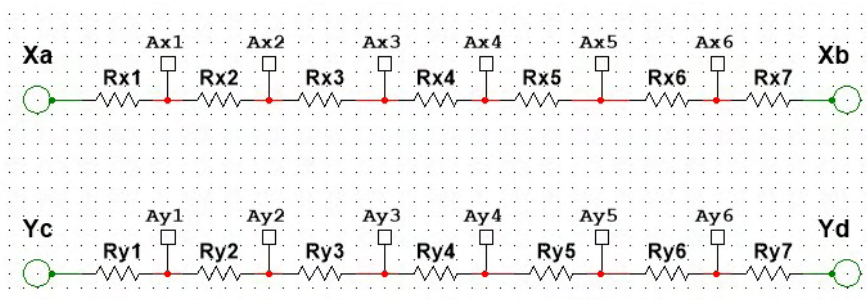 Ax1 Ax2 Ax3 Ax4 Ax5 Ax6
Xa Xb
Rx1 Rx2 Rx3 Rx4 Rx5 Rx6 Rx7
Ay1 Ay2 Ay3 Ay4 Ay5 Ay6
Yc Yd
Ry1 Ry2 Ry3 Ry4 Ry5 Ry6 Ry7